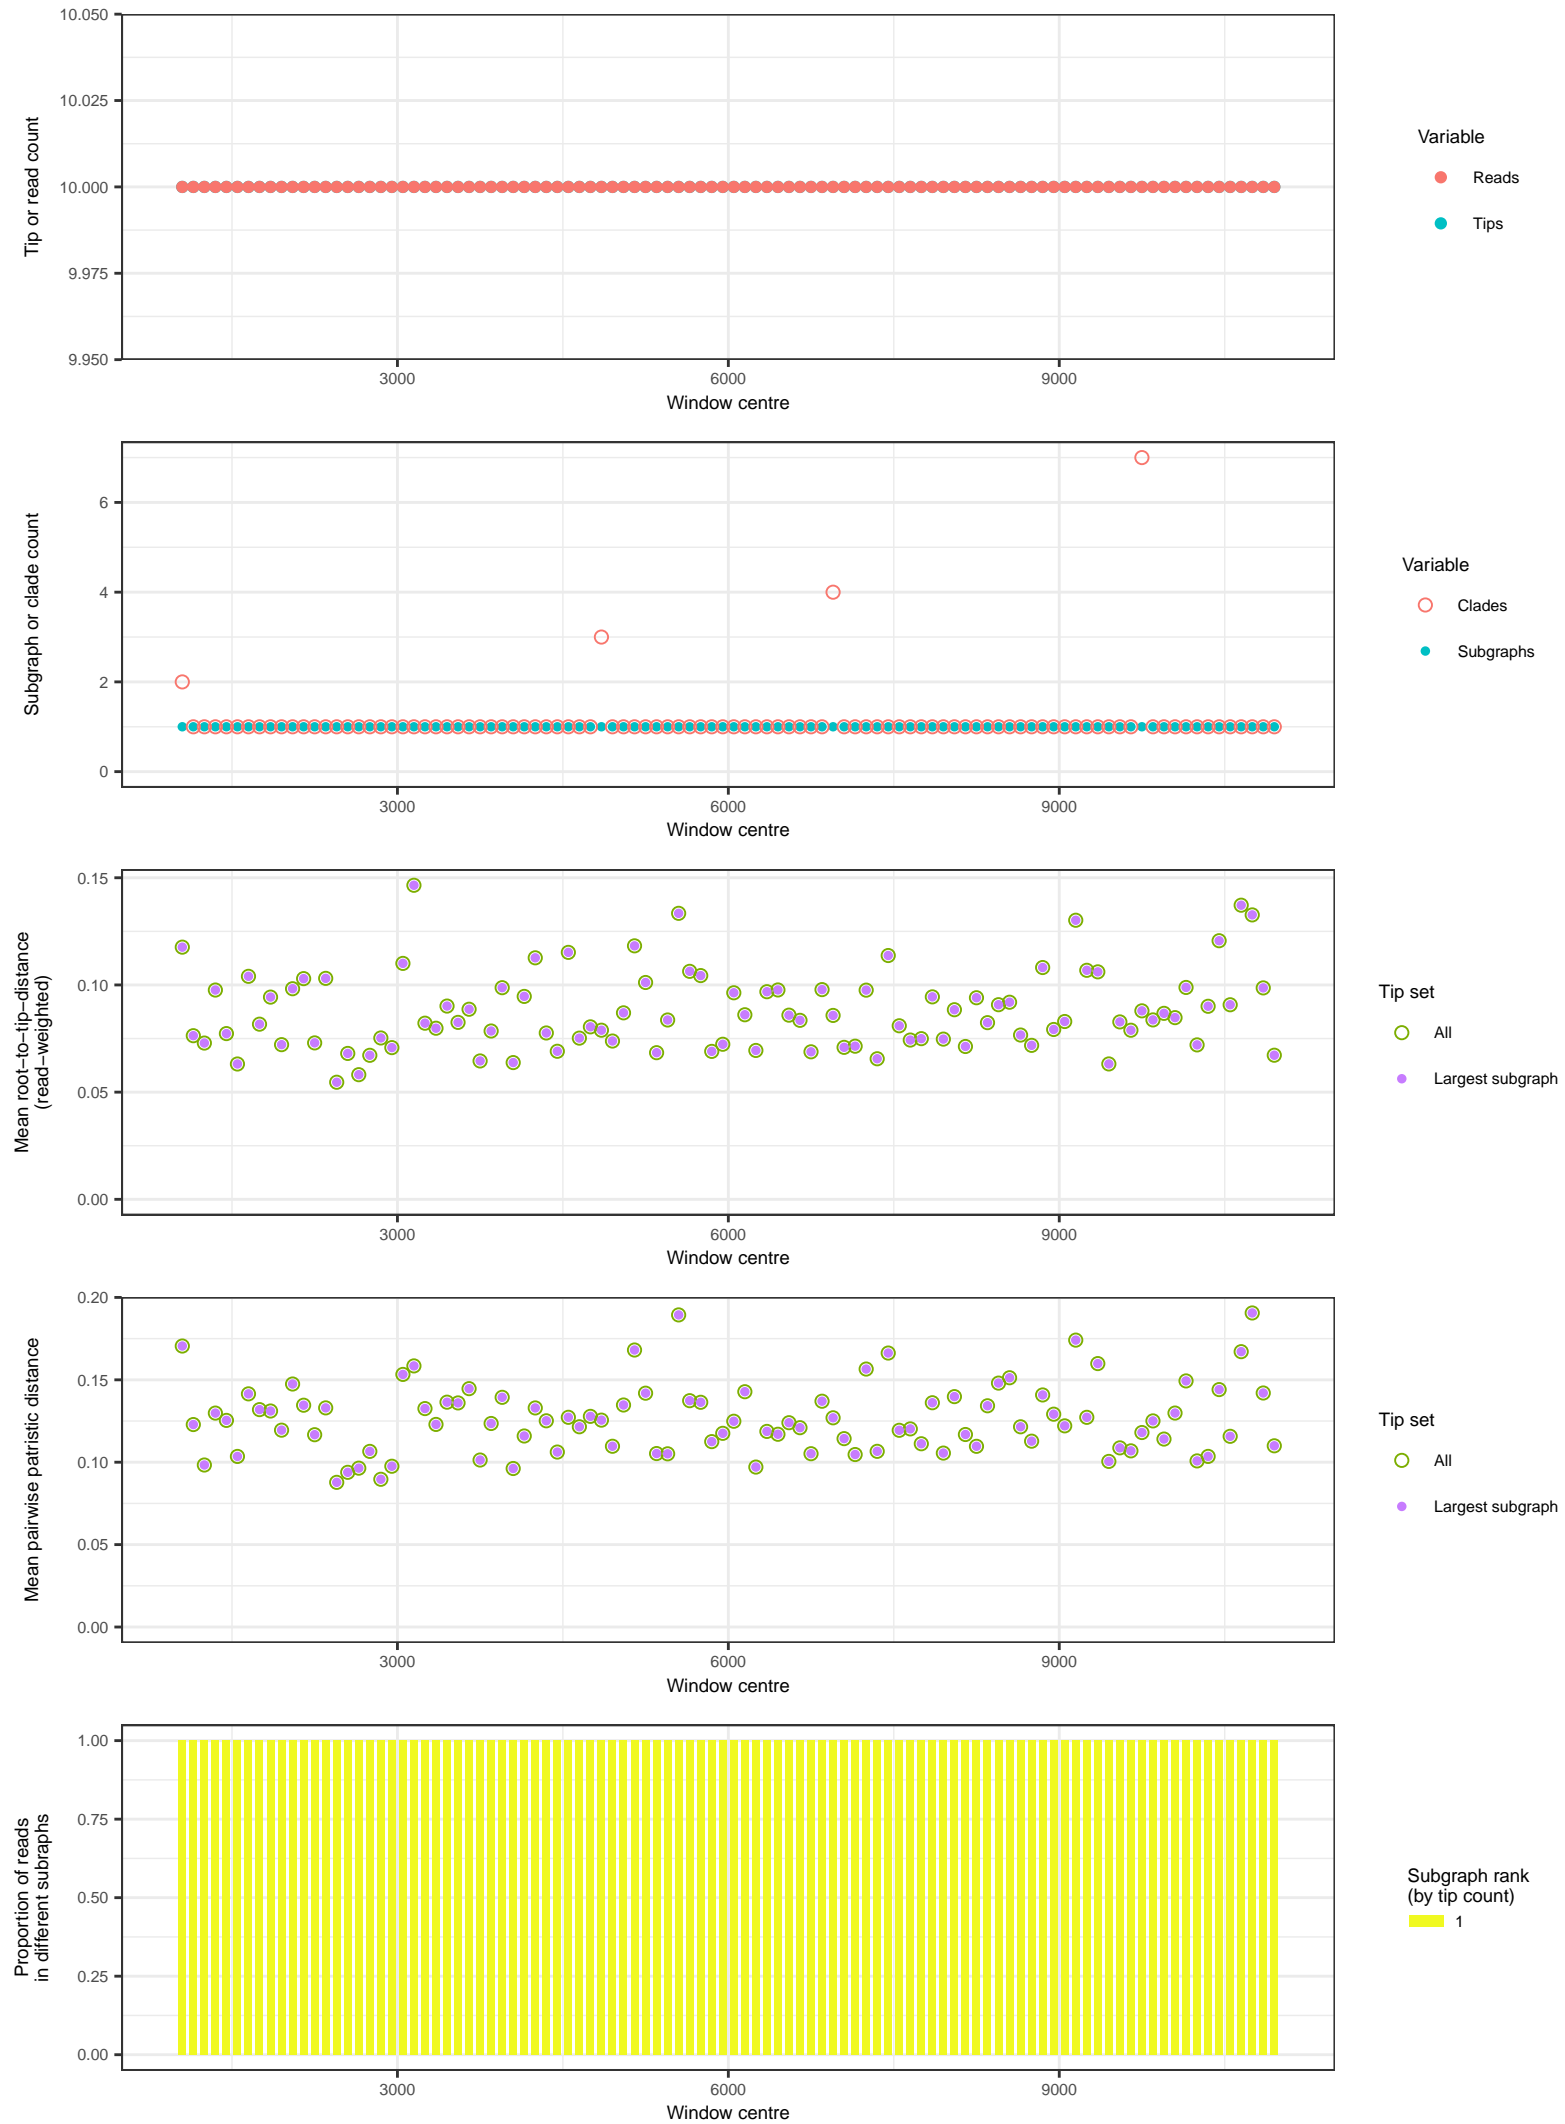 10.050
10.025
10.000
9.975
9.950
Tip or read count
3000
6000
9000
Window centre
Variable
Reads
Tips
6
4
2
0
Subgraph or clade count
3000
6000
9000
Window centre
Variable
Clades
Subgraphs
0.15
0.10
0.05
0.00
Mean root−to−tip−distance
(read−weighted)
3000
6000
9000
Window centre
Tip set
All
Largest subgraph
0.20
0.15
0.10
0.05
0.00
Mean pairwise patristic distance
3000
6000
9000
Window centre
Tip set
All
Largest subgraph
1.00
0.75
0.50
0.25
0.00
Proportion of reads
in different subraphs
3000
6000
9000
Window centre
Subgraph rank
(by tip count)
1